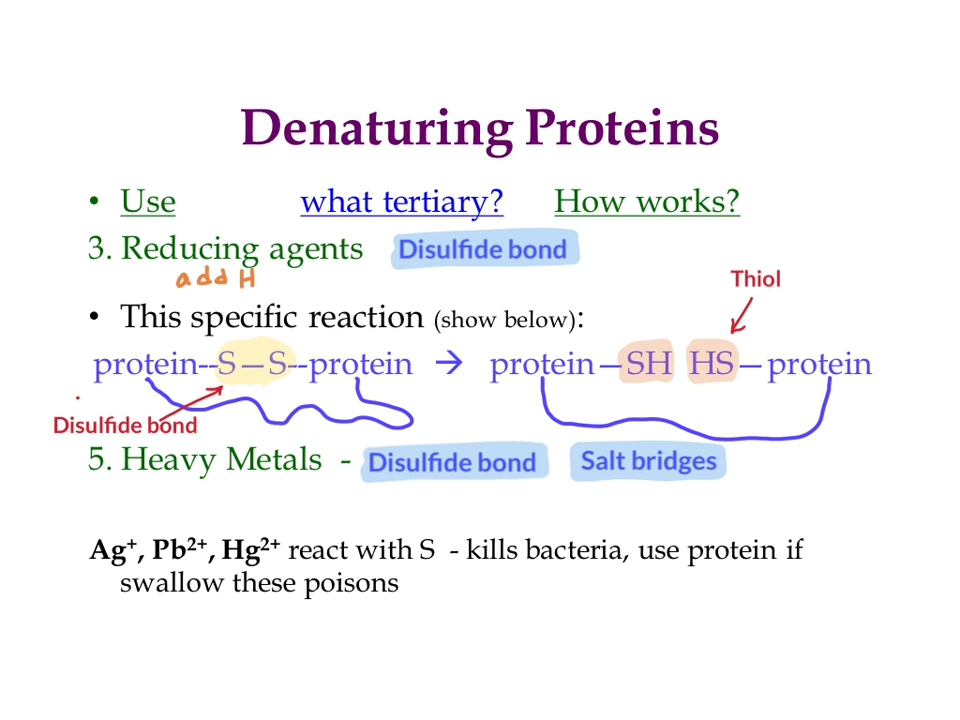 Denaturing Proteins
• Use what tertiary? How works?
3. Reducing agents Disulfide bond
add H
Thiol
• This specific reaction (show below):
protein--S—S--protein → protein—SH HS—protein
Disulfide bond
5. Heavy Metals - Disulfide bond Salt bridges
Ag⁺, Pb²⁺, Hg²⁺ react with S - kills bacteria, use protein if
swallow these poisons